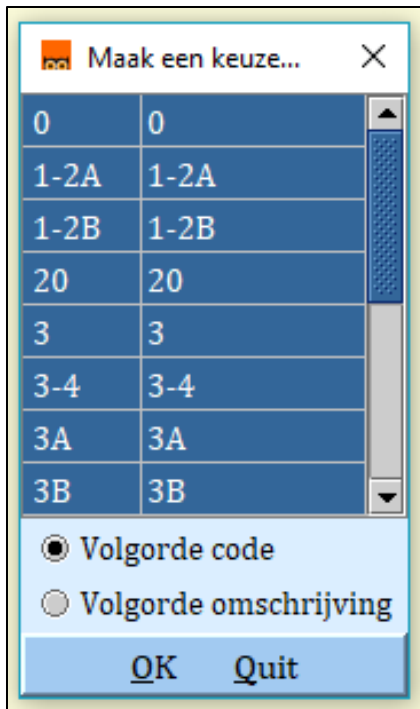 Maak een keuze...
0 0
1-2A 1-2A
1-2B 1-2B
20 20
3 3
3-4 3-4
3A 3A
3B 3B
Volgorde code
Volgorde omschrijving
OK Quit